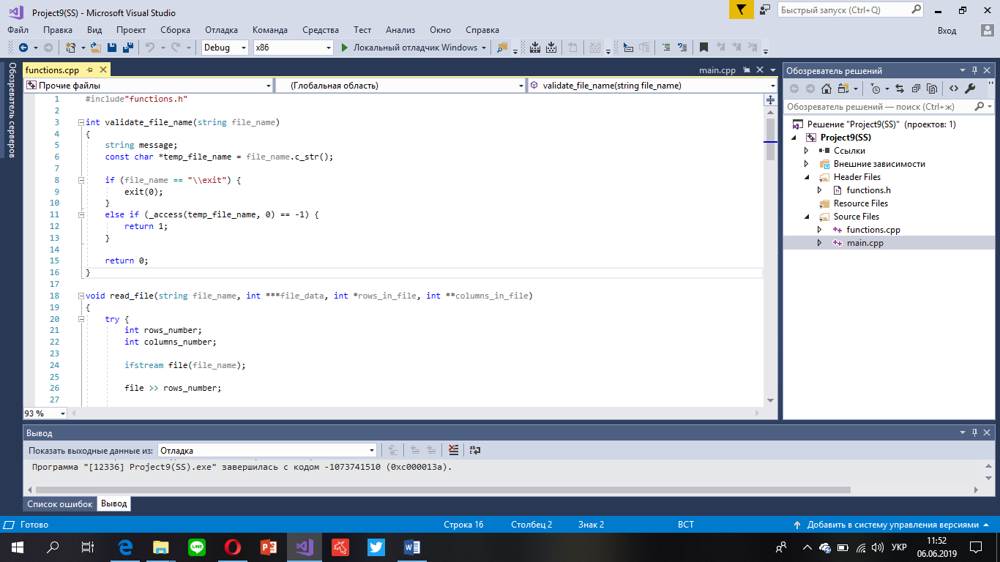 Project9(SS) - Microsoft Visual Studio
Быстрый запуск (Ctrl+Q)
Файл Правка Вид Проект Сборка Отладка Команда Средства Тест Анализ Окно Справка
Вход
Debug x86 Локальный отладчик Windows
Обозреватель серверов
functions.cpp
main.cpp
Прочие файлы (Глобальная область) validate_file_name(string file_name)
1 #include"functions.h"
2
3 int validate_file_name(string file_name)
4 {
5 string message;
6 const char *temp_file_name = file_name.c_str();
7
8 if (file_name == "\\exit") {
9 exit(0);
10 }
11 else if (_access(temp_file_name, 0) == -1) {
12 return 1;
13 }
14
15 return 0;
16 }
17
18 void read_file(string file_name, int ***file_data, int *rows_in_file, int **columns_in_file)
19 {
20 try {
21 int rows_number;
22 int columns_number;
23
24 ifstream file(file_name);
25
26 file >> rows_number;
27
93 %
Обозреватель решений
Обозреватель решений — поиск (Ctrl+ж)
Решение "Project9(SS)" (проектов: 1)
Project9(SS)
Ссылки
Внешние зависимости
Header Files
functions.h
Resource Files
Source Files
functions.cpp
main.cpp
Вывод
Показать выходные данные из: Отладка
Программа "[12336] Project9(SS).exe" завершилась с кодом -1073741510 (0xc000013a).
Список ошибок Вывод
Готово Строка 16 Столбец 2 Знак 2 ВСТ Добавить в систему управления версиями
LINE
УКР
11:52
06.06.2019